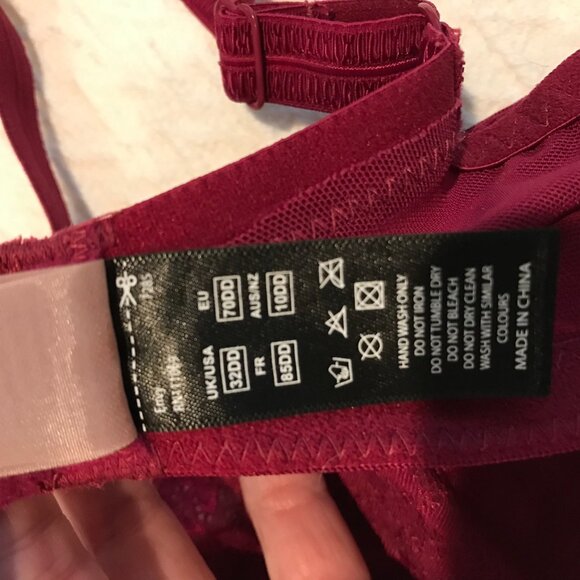 Envy
UK/USA EU
32DD 70DD
FR AUS/NZ
85DD 10DD
HAND WASH ONLY
DO NOT IRON
DO NOT TUMBLE DRY
DO NOT BLEACH
DO NOT DRY CLEAN
WASH WITH SIMILAR
COLOURS
MADE IN CHINA